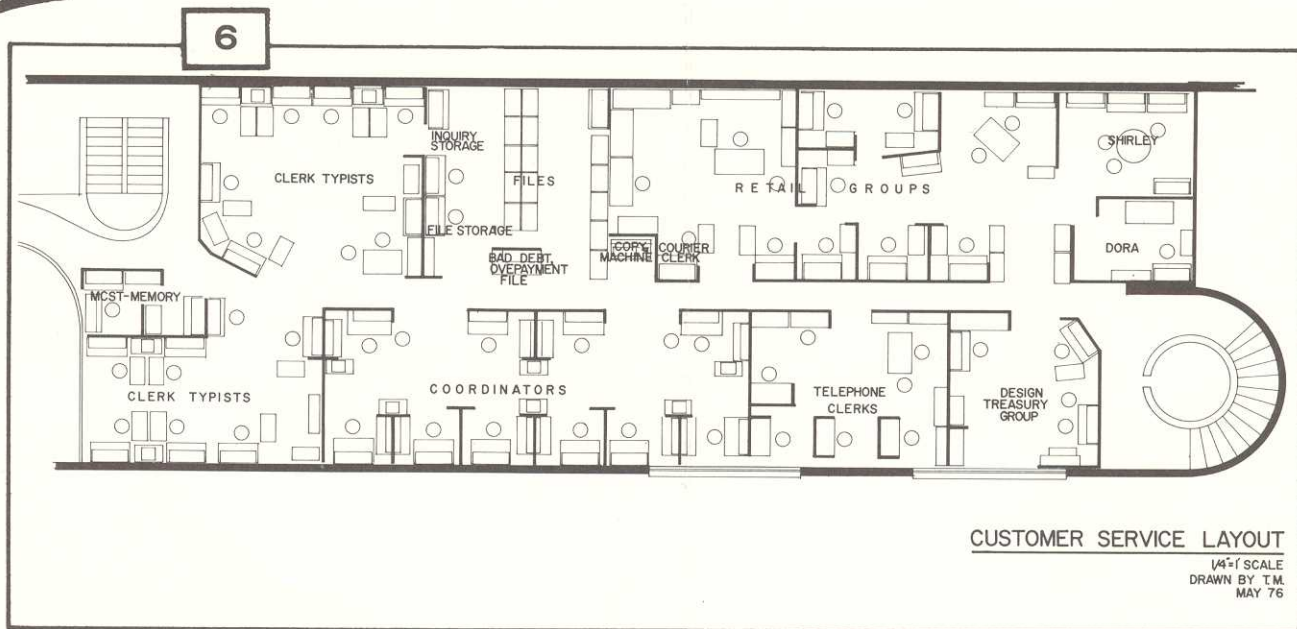 6
INQUIRY
STORAGE
CLERK TYPISTS
FILES
RETAIL GROUPS
SHIRLEY
FILE STORAGE
BAD DEBT,
OVEPAYMENT
FILE
COPY
MACHINE
COURIER
CLERK
DORA
MCST-MEMORY
CLERK TYPISTS
COORDINATORS
TELEPHONE
CLERKS
DESIGN
TREASURY
GROUP
CUSTOMER SERVICE LAYOUT
1/4"=1' SCALE
DRAWN BY T.M.
MAY 76